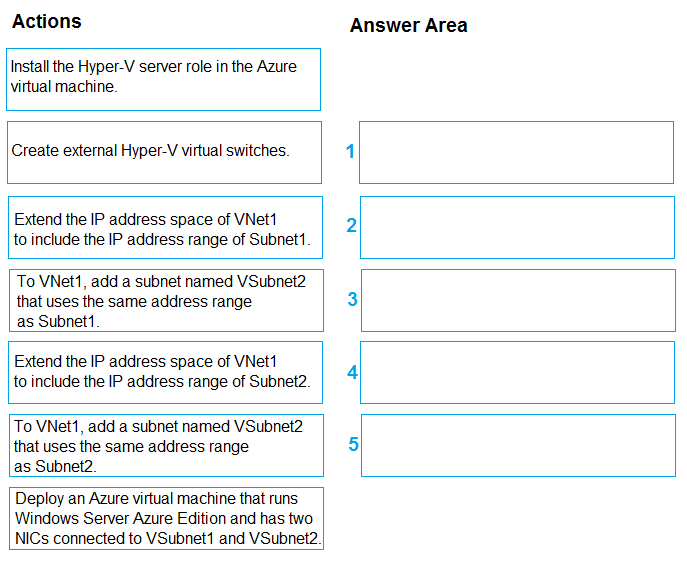 Actions
Answer Area
Install the Hyper-V server role in the Azure
virtual machine.
Create external Hyper-V virtual switches.
1
Extend the IP address space of VNet1
to include the IP address range of Subnet1.
2
To VNet1, add a subnet named VSubnet2
that uses the same address range
as Subnet1.
3
Extend the IP address space of VNet1
to include the IP address range of Subnet2.
4
To VNet1, add a subnet named VSubnet2
that uses the same address range
as Subnet2.
5
Deploy an Azure virtual machine that runs
Windows Server Azure Edition and has two
NICs connected to VSubnet1 and VSubnet2.